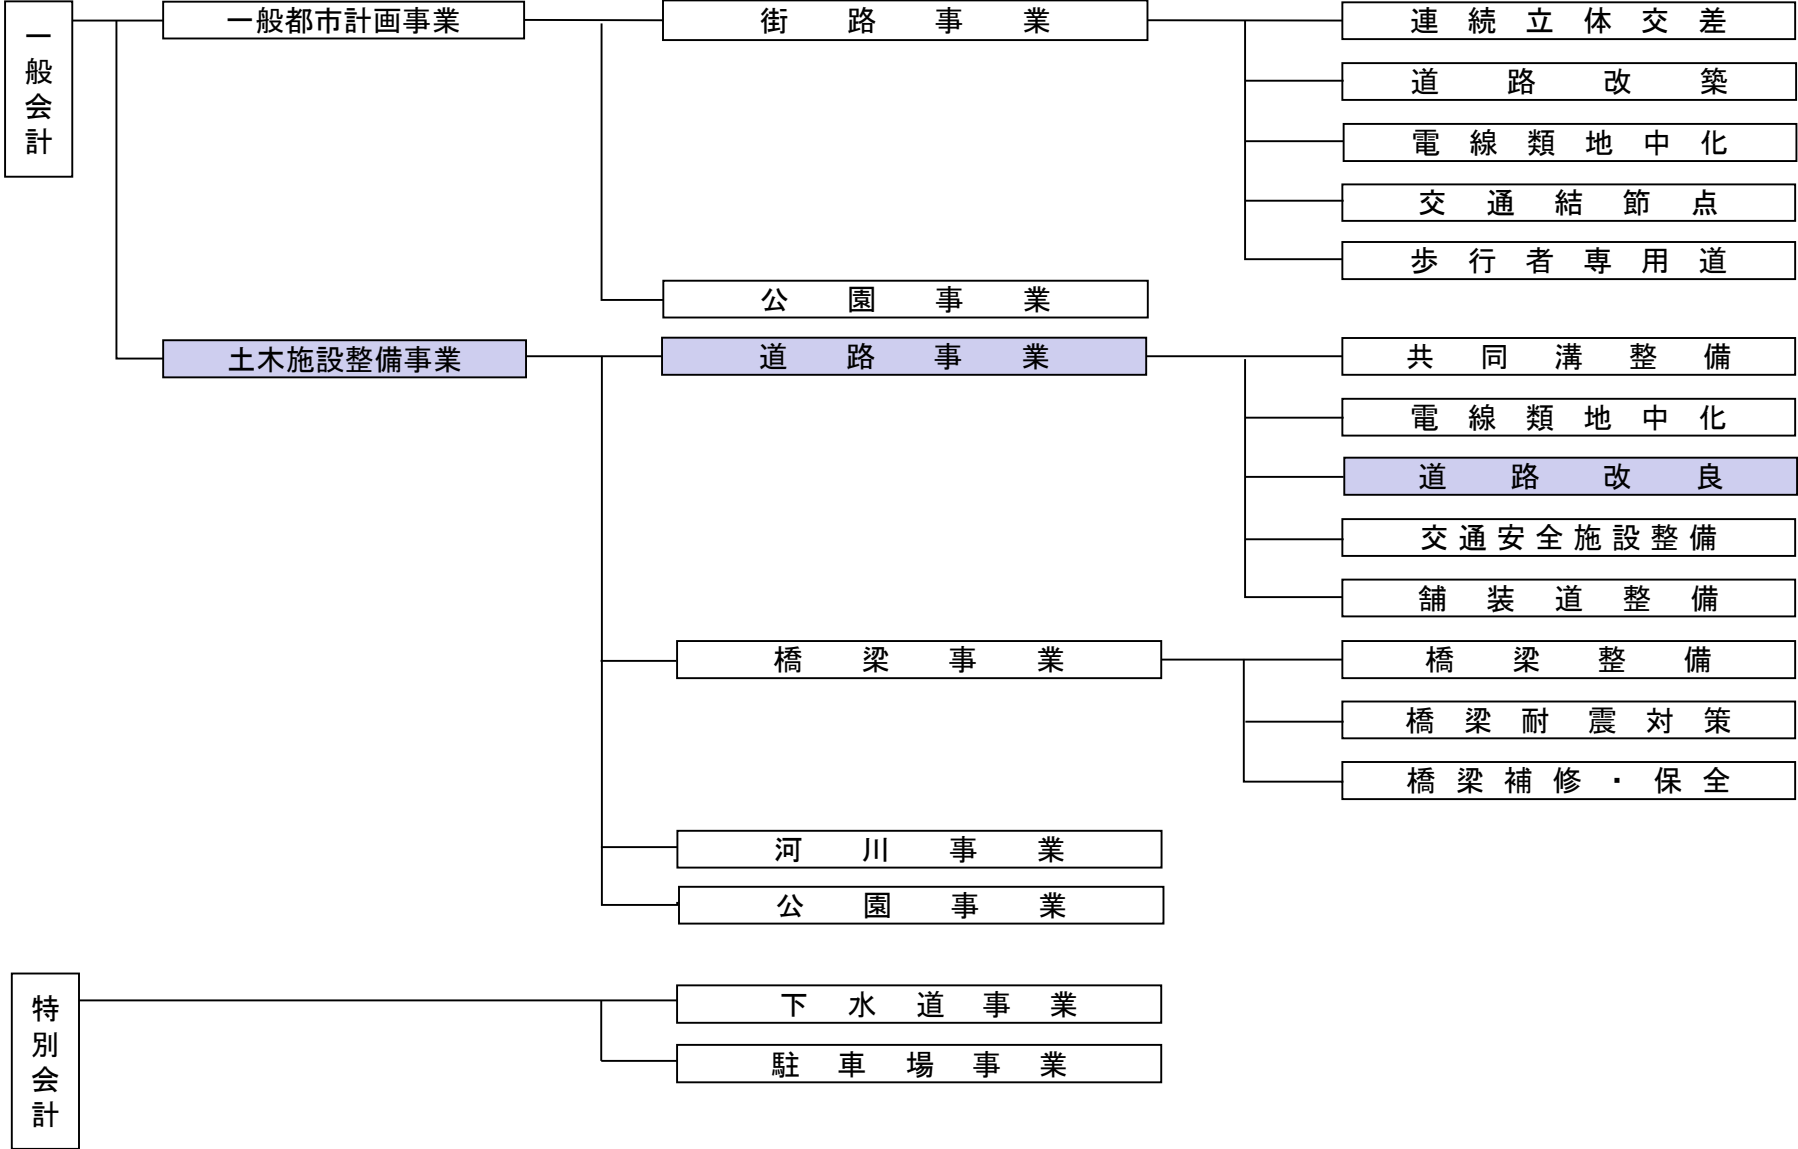 一般会計
一般都市計画事業
街路事業
連続立体交差
道路改築
電線類地中化
交通結節点
歩行者専用道
公園事業
土木施設整備事業
道路事業
共同溝整備
電線類地中化
道路改良
交通安全施設整備
舗装道整備
橋梁事業
橋梁整備
橋梁耐震対策
橋梁補修・保全
河川事業
公園事業
特別会計
下水道事業
駐車場事業